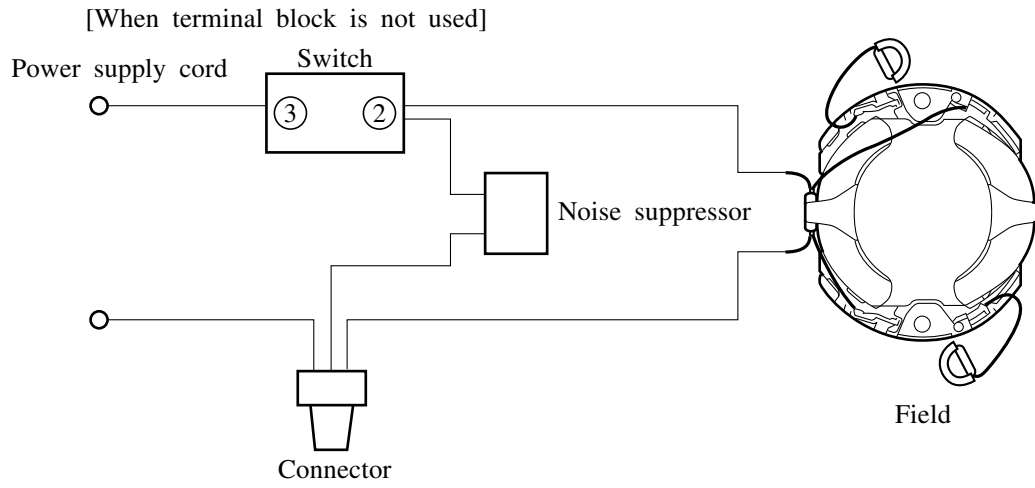 [When terminal block is not used]
Switch
Power supply cord
③ ②
Noise suppressor
Field
Connector